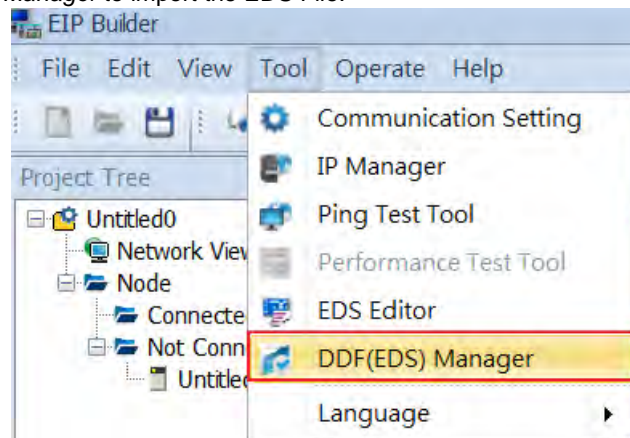 manager to import the EDS File.
EIP Builder
File Edit View Tool Operate Help
Communication Setting
Project Tree
IP Manager
Untitled0
Ping Test Tool
Network View
Performance Test Tool
Node
EDS Editor
Connecte
DDF(EDS) Manager
Not Conn
Untitled
Language